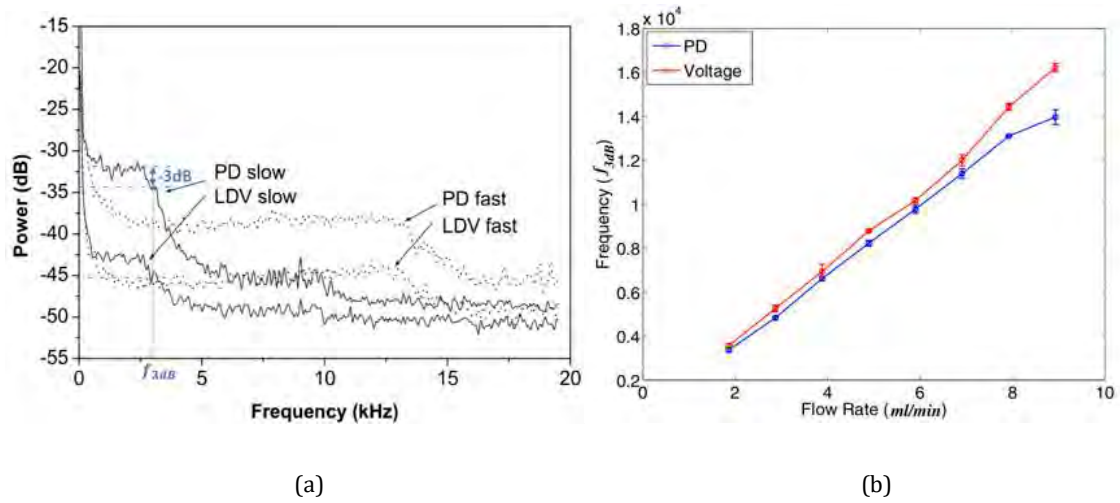 -15
-20
-25
-30
-35
-40
-45
-50
-55
Power (dB)
-3dB
PD slow
LDV slow
PD fast
LDV fast
0
5
10
15
20
f3dB
Frequency (kHz)
(a)
x 10^4
1.8
1.6
1.4
1.2
1
0.8
0.6
0.4
0.2
Frequency (f3dB)
PD
Voltage
0
2
4
6
8
10
Flow Rate (ml/min)
(b)